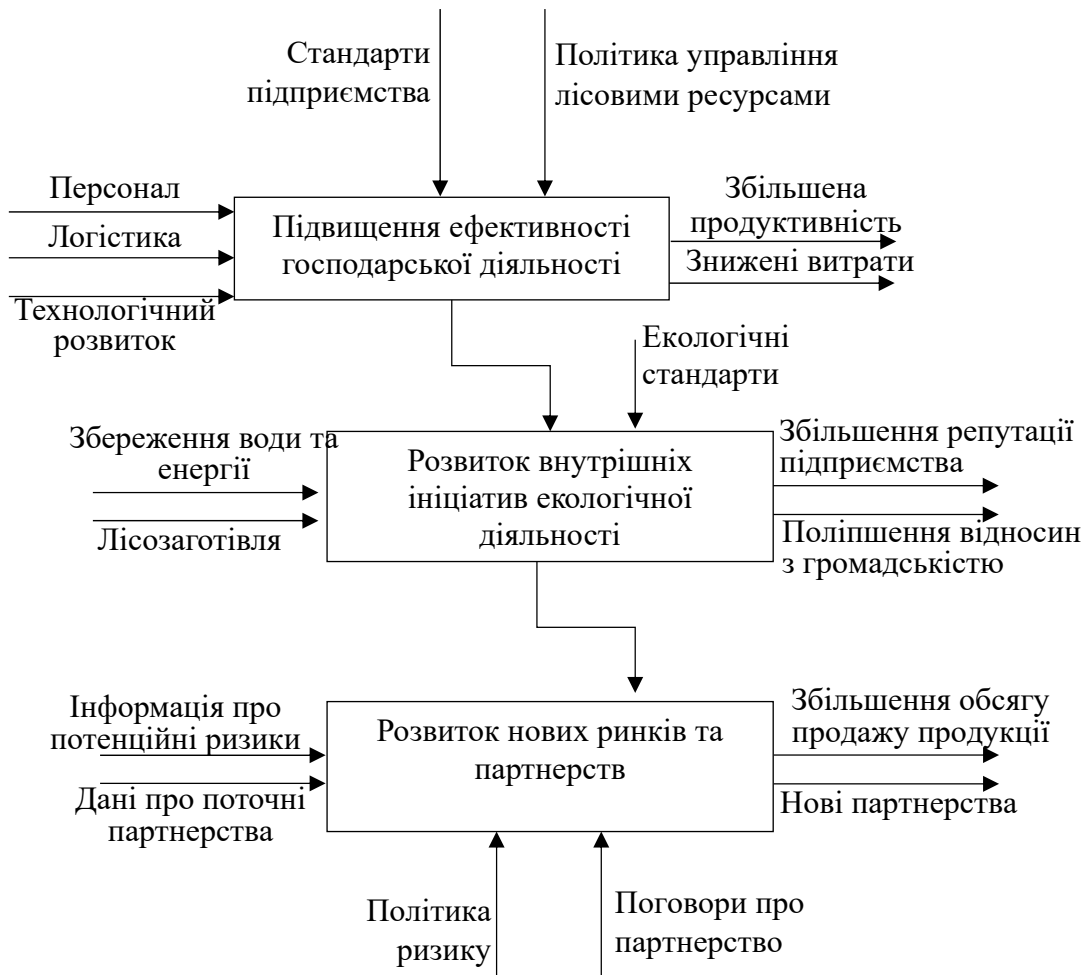 Стандарти
підприємства
Політика управління
лісовими ресурсами
Персонал
Логістика
Технологічний
розвиток
Підвищення ефективності
господарської діяльності
Збільшена
продуктивність
Знижені витрати
Екологічні
стандарти
Збереження води та
енергії
Лісозаготівля
Розвиток внутрішніх
ініціатив екологічної
діяльності
Збільшення репутації
підприємства
Поліпшення відносин
з громадськістю
Інформація про
потенційні ризики
Дані про поточні
партнерства
Розвиток нових ринків та
партнерств
Збільшення обсягу
продажу продукції
Нові партнерства
Політика
ризику
Поговори про
партнерство